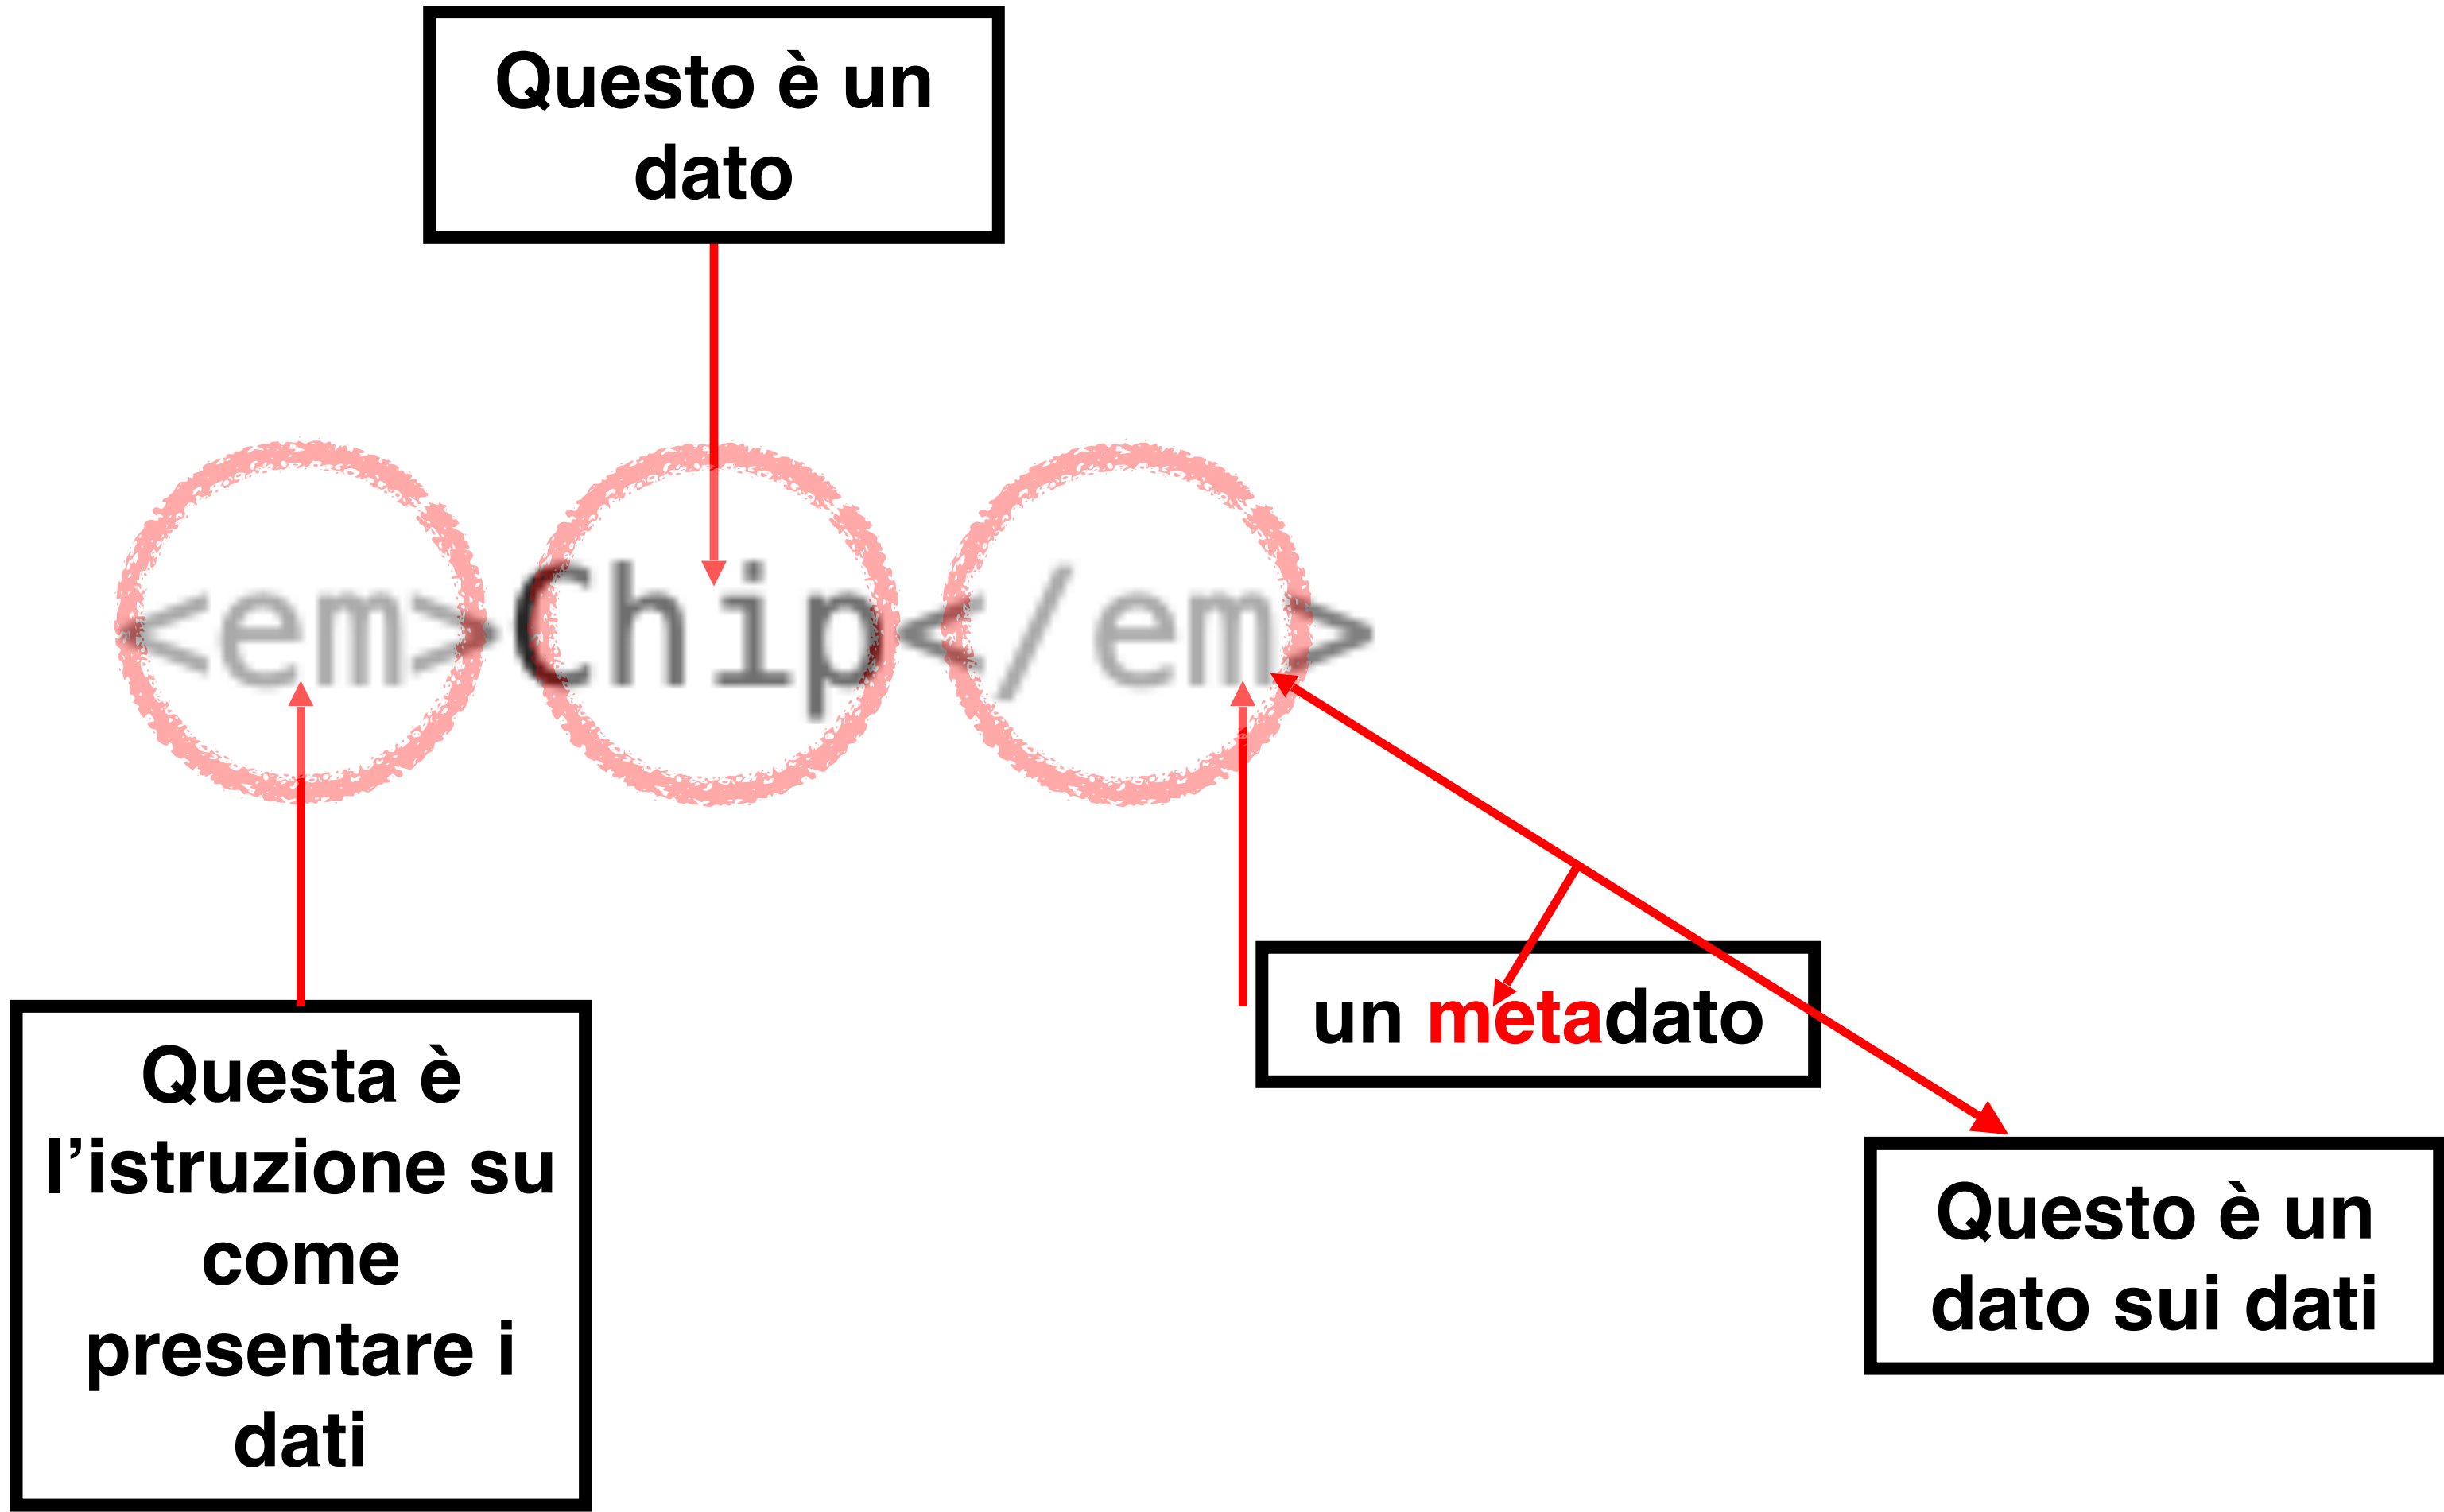 Questo è un
dato
<em>Chip</em>
un metadato
Questa è
l’istruzione su
come
presentare i
dati
Questo è un
dato sui dati